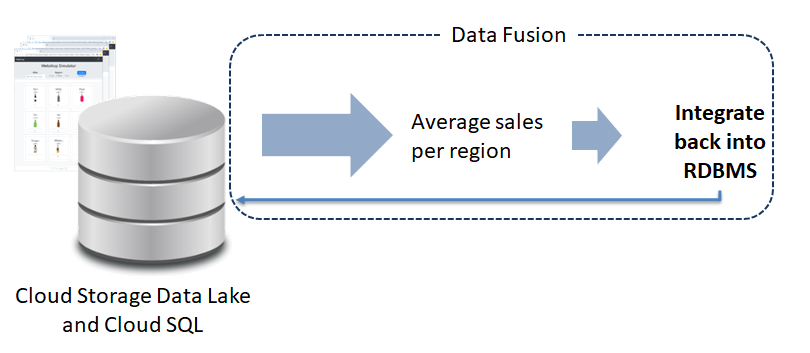 Data Fusion
Webshop Simulator
Average sales
per region
Integrate
back into
RDBMS
Cloud Storage Data Lake
and Cloud SQL